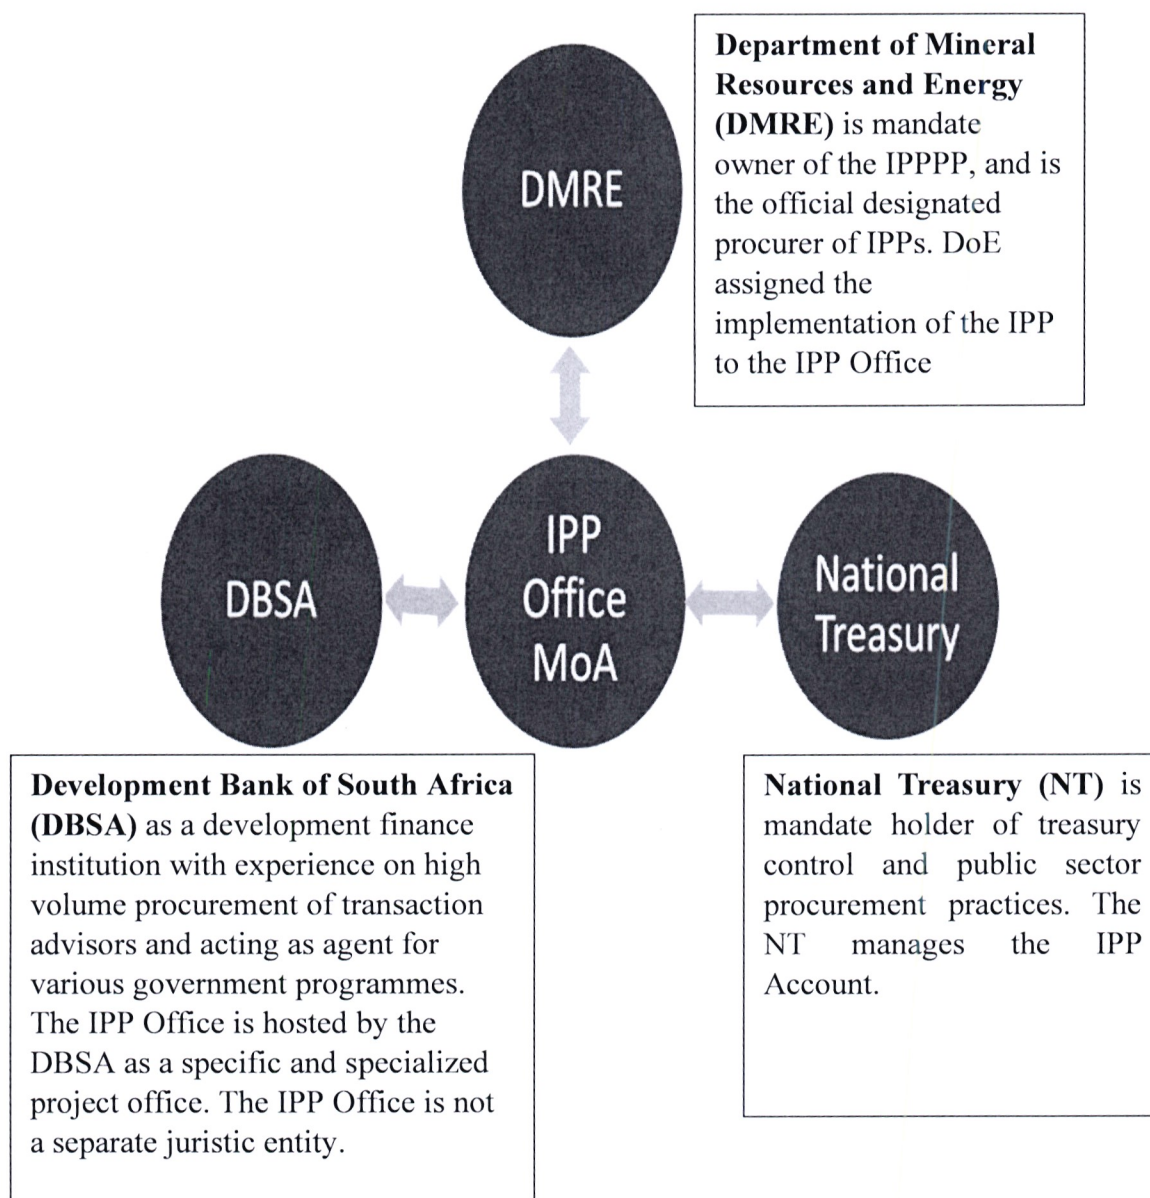 DMRE
Department of Mineral
Resources and Energy
(DMRE) is mandate
owner of the IPPPP, and is
the official designated
procurer of IPPs. DoE
assigned the
implementation of the IPP
to the IPP Office
DBSA
IPP
Office
MoA
National
Treasury
Development Bank of South Africa
(DBSA) as a development finance
institution with experience on high
volume procurement of transaction
advisors and acting as agent for
various government programmes.
The IPP Office is hosted by the
DBSA as a specific and specialized
project office. The IPP Office is not
a separate juristic entity.
National Treasury (NT) is
mandate holder of treasury
control and public sector
procurement practices. The
NT manages the IPP
Account.